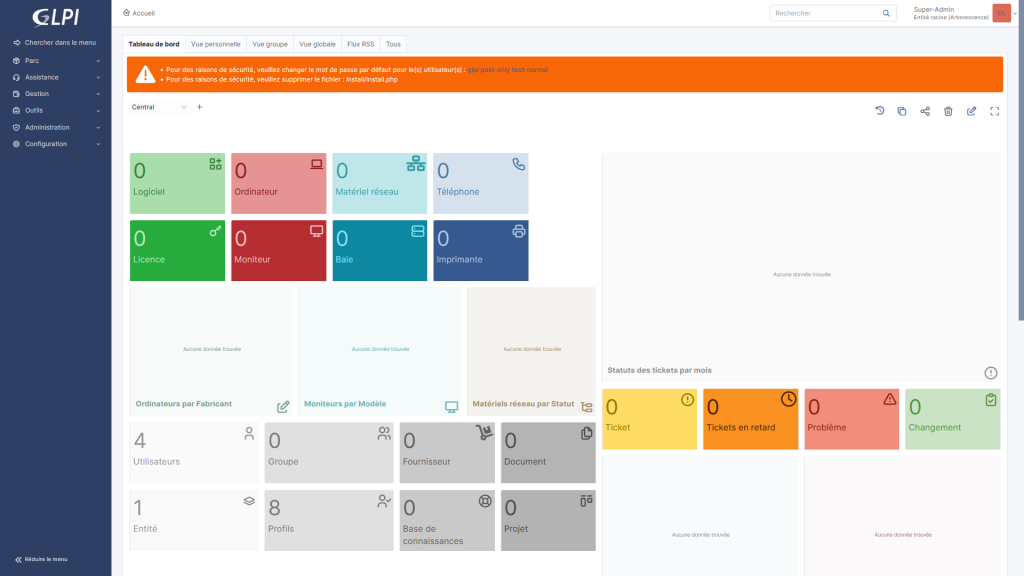 GLPI
Accueil
Rechercher
Super-Admin
Entité racine (Arborescence)
Chercher dans le menu
Parc
Assistance
Gestion
Outils
Administration
Configuration
Réduire le menu
Tableau de bord
Vue personnelle
Vue groupe
Vue globale
Flux RSS
Tous
• Pour des raisons de sécurité, veuillez changer le mot de passe par défaut pour le(s) utilisateur(s) : glpi post-only tech normal
• Pour des raisons de sécurité, veuillez supprimer le fichier : install/install.php
Central
0
Logiciel
0
Ordinateur
0
Matériel réseau
0
Téléphone
0
Licence
0
Moniteur
0
Baie
0
Imprimante
Aucune donnée trouvée
Ordinateurs par Fabricant
Aucune donnée trouvée
Moniteurs par Modèle
Aucune donnée trouvée
Matériels réseau par Statut
Aucune donnée trouvée
Statuts des tickets par mois
0
Ticket
0
Tickets en retard
0
Problème
0
Changement
4
Utilisateurs
0
Groupe
0
Fournisseur
0
Document
1
Entité
8
Profils
0
Base de
connaissances
0
Projet
Aucune donnée trouvée
Aucune donnée trouvée